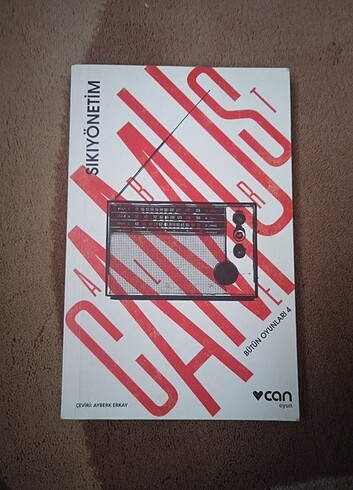 SIKIYÖNETİM
ALBERT
CAMUS
BÜTÜN OYUNLARI 4
ÇEVİRİ: AYBERK ERKAY
can
oyun